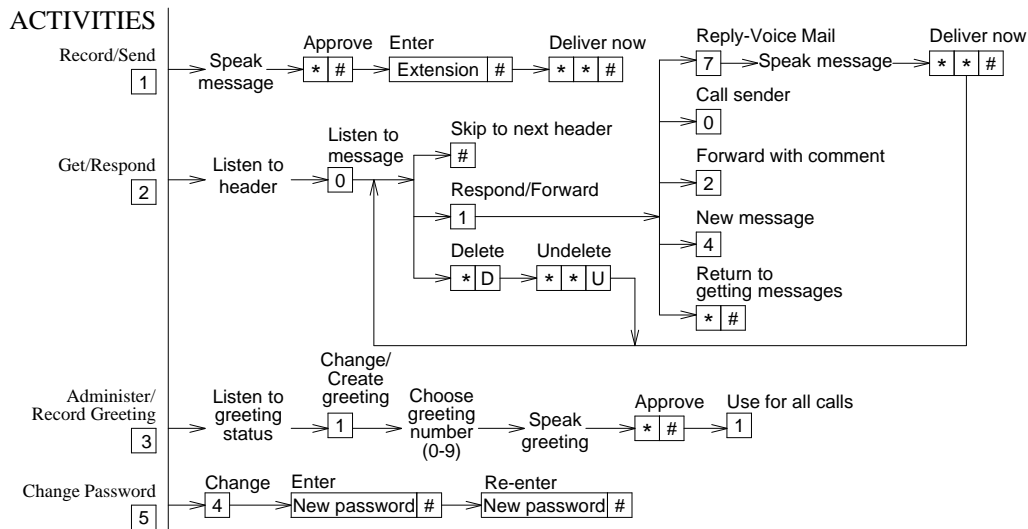 ACTIVITIES
Record/Send
1
Speak
message
Approve
* #
Enter
Extension #
Deliver now
* * #
Get/Respond
2
Listen to
header
Listen to
message
0
Skip to next header
#
Respond/Forward
1
Delete
* D
Undelete
* * U
Reply-Voice Mail
7
Speak message
Deliver now
* * #
Call sender
0
Forward with comment
2
New message
4
Return to
getting messages
* #
Administer/
Record Greeting
3
Listen to
greeting
status
Change/
Create
greeting
1
Choose
greeting
number
(0-9)
Speak
greeting
Approve
* #
Use for all calls
1
Change Password
5
Change
4
Enter
New password #
Re-enter
New password #